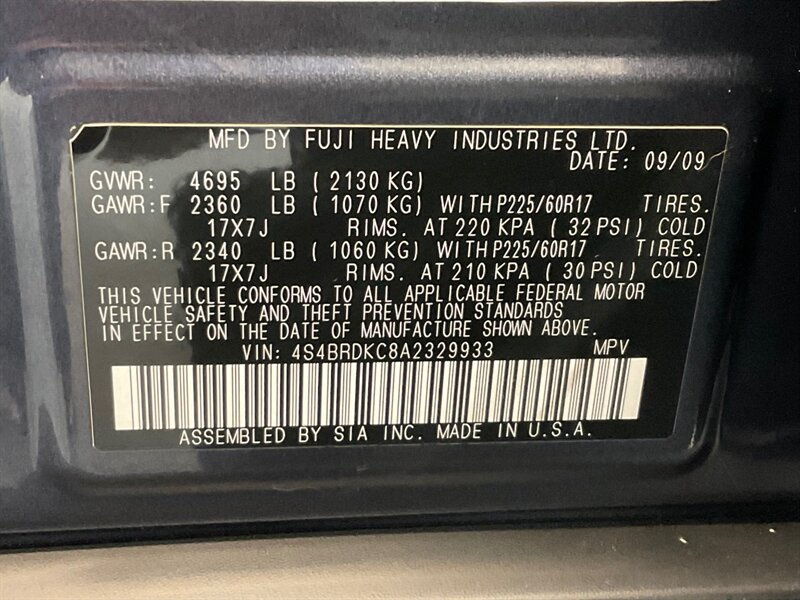 MFD BY FUJI HEAVY INDUSTRIES LTD.
DATE: 09/09
GVWR: 4695 LB ( 2130 KG)
GAWR:F 2360 LB ( 1070 KG) WITH P225/60R17 TIRES.
17X7J RIMS. AT 220 KPA ( 32 PSI) COLD
GAWR:R 2340 LB ( 1060 KG) WITH P225/60R17 TIRES.
17X7J RIMS. AT 210 KPA ( 30 PSI) COLD
THIS VEHICLE CONFORMS TO ALL APPLICABLE FEDERAL MOTOR
VEHICLE SAFETY AND THEFT PREVENTION STANDARDS
IN EFFECT ON THE DATE OF MANUFACTURE SHOWN ABOVE.
VIN: 4S4BRDKC8A2329933 MPV
ASSEMBLED BY SIA INC. MADE IN U.S.A.